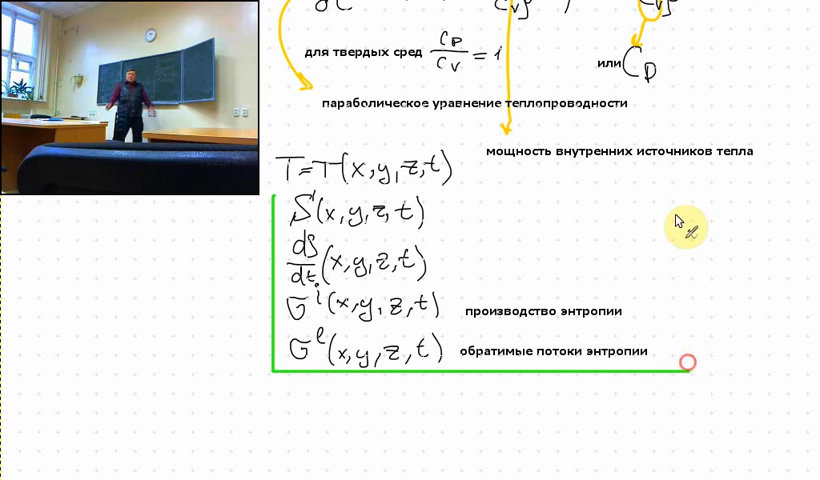 для твердых сред Cp/Cv = 1
или Cp
параболическое уравнение теплопроводности
мощность внутренних источников тепла
T=T(x,y,z,t)
S(x,y,z,t)
dS/dt(x,y,z,t)
σⁱ(x,y,z,t) производство энтропии
σᵉ(x,y,z,t) обратимые потоки энтропии